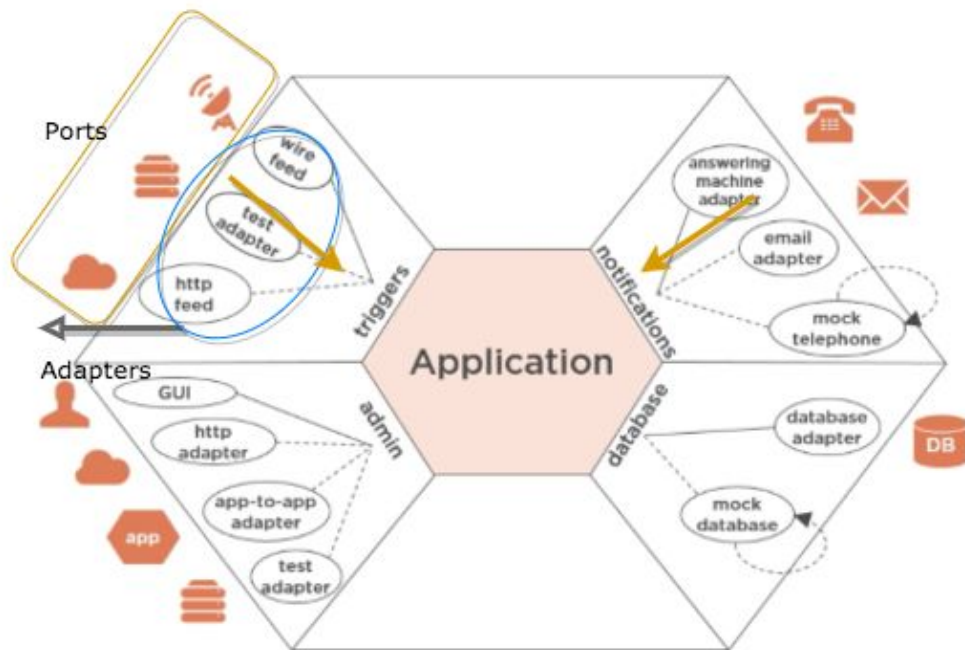 Ports
wire
feed
test
adapter
http
feed
triggers
answering
machine
adapter
email
adapter
mock
telephone
notifications
Application
Adapters
GUI
http
adapter
app-to-app
adapter
app
test
adapter
admin
database
database
adapter
DB
mock
database